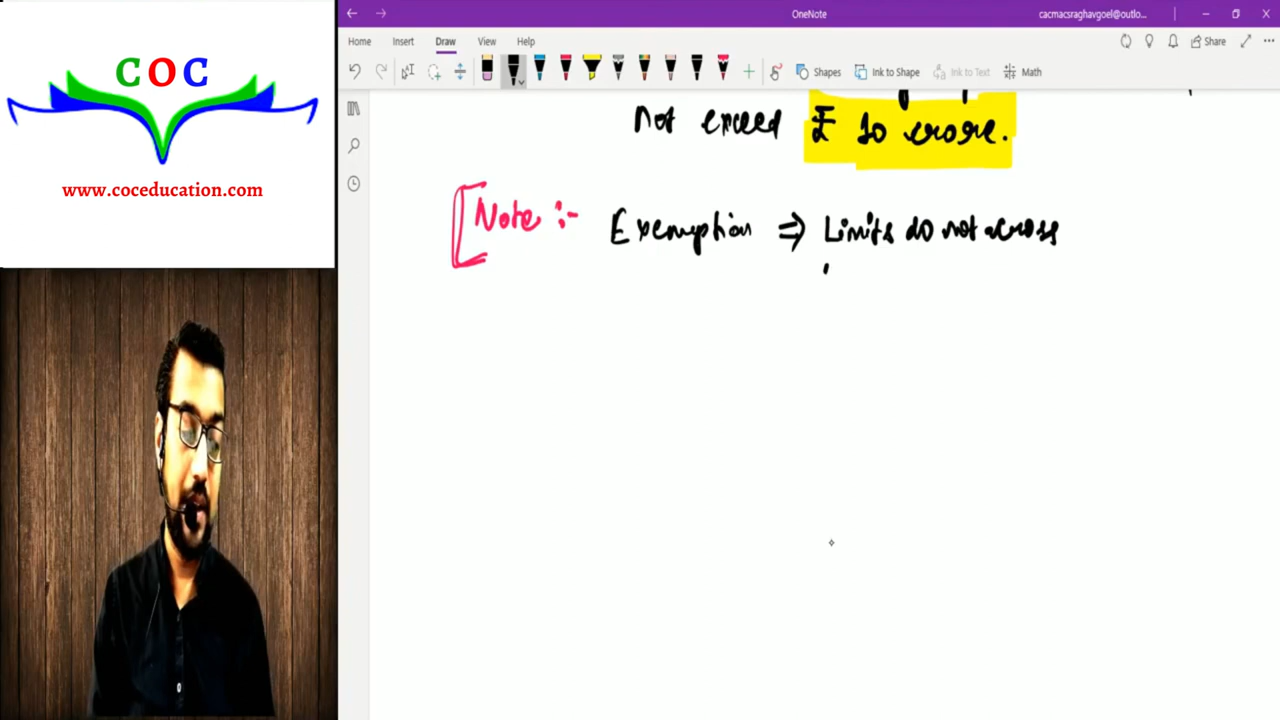 COC
www.coceducation.com
OneNote
cacmacsraghavgoel@outlo...
Home Insert Draw View Help
Share
Shapes Ink to Shape Ink to Text Math
not exceed ₹ 10 crore.
Note :- Exemption ⇒ Limits do not across